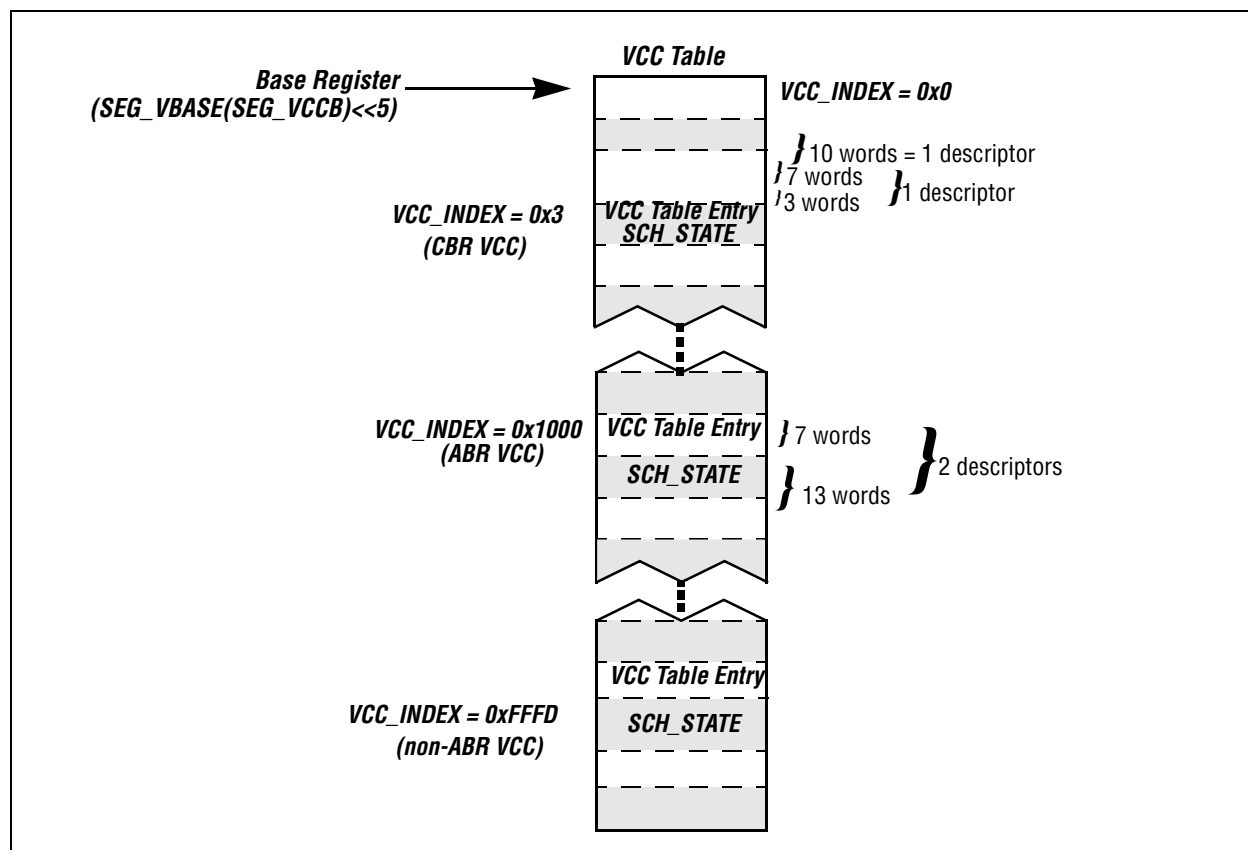 VCC Table
Base Register
(SEG_VBASE(SEG_VCCB)<<5)
VCC_INDEX = 0x0
10 words = 1 descriptor
7 words
3 words
1 descriptor
VCC_INDEX = 0x3
(CBR VCC)
VCC Table Entry
SCH_STATE
VCC_INDEX = 0x1000
(ABR VCC)
VCC Table Entry
SCH_STATE
7 words
13 words
2 descriptors
VCC Table Entry
VCC_INDEX = 0xFFFD
(non-ABR VCC)
SCH_STATE